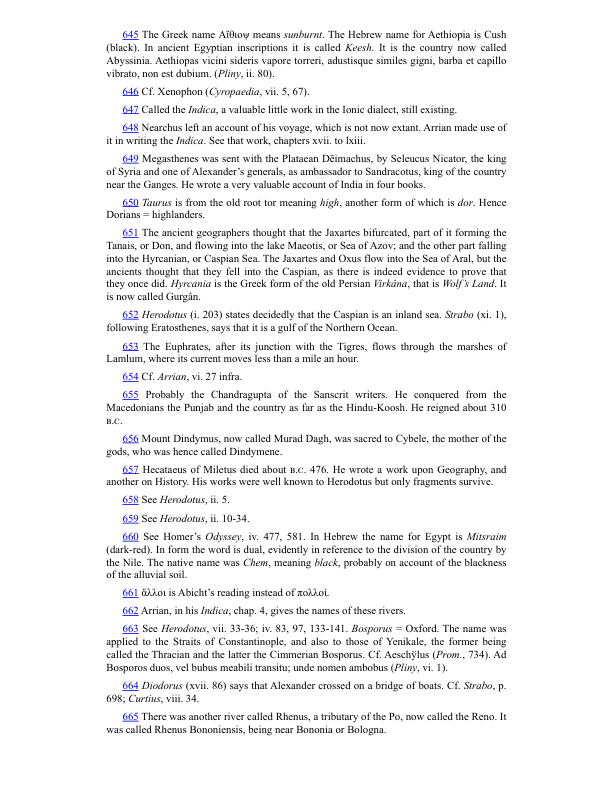 645 The Greek name Αἴθιοψ means sunburnt. The Hebrew name for Aethiopia is Cush
(black). In ancient Egyptian inscriptions it is called Keesh. It is the country now called
Abyssinia. Aethiopas vicini sideris vapore torreri, adustisque similes gigni, barba et capillo
vibrato, non est dubium. (Pliny, ii. 80).
646 Cf. Xenophon (Cyropaedia, vii. 5, 67).
647 Called the Indica, a valuable little work in the Ionic dialect, still existing.
648 Nearchus left an account of his voyage, which is not now extant. Arrian made use of
it in writing the Indica. See that work, chapters xvii. to lxiii.
649 Megasthenes was sent with the Plataean Dēimachus, by Seleucus Nicator, the king
of Syria and one of Alexander’s generals, as ambassador to Sandracotus, king of the country
near the Ganges. He wrote a very valuable account of India in four books.
650 Taurus is from the old root tor meaning high, another form of which is dor. Hence
Dorians = highlanders.
651 The ancient geographers thought that the Jaxartes bifurcated, part of it forming the
Tanais, or Don, and flowing into the lake Maeotis, or Sea of Azov; and the other part falling
into the Hyrcanian, or Caspian Sea. The Jaxartes and Oxus flow into the Sea of Aral, but the
ancients thought that they fell into the Caspian, as there is indeed evidence to prove that
they once did. Hyrcania is the Greek form of the old Persian Virkâna, that is Wolf’s Land. It
is now called Gurgân.
652 Herodotus (i. 203) states decidedly that the Caspian is an inland sea. Strabo (xi. 1),
following Eratosthenes, says that it is a gulf of the Northern Ocean.
653 The Euphrates, after its junction with the Tigres, flows through the marshes of
Lamlum, where its current moves less than a mile an hour.
654 Cf. Arrian, vi. 27 infra.
655 Probably the Chandragupta of the Sanscrit writers. He conquered from the
Macedonians the Punjab and the country as far as the Hindu-Koosh. He reigned about 310
B.C.
656 Mount Dindymus, now called Murad Dagh, was sacred to Cybele, the mother of the
gods, who was hence called Dindymene.
657 Hecataeus of Miletus died about B.C. 476. He wrote a work upon Geography, and
another on History. His works were well known to Herodotus but only fragments survive.
658 See Herodotus, ii. 5.
659 See Herodotus, ii. 10-34.
660 See Homer’s Odyssey, iv. 477, 581. In Hebrew the name for Egypt is Mitsraim
(dark-red). In form the word is dual, evidently in reference to the division of the country by
the Nile. The native name was Chem, meaning black, probably on account of the blackness
of the alluvial soil.
661 ἄλλοι is Abicht’s reading instead of πολλοί.
662 Arrian, in his Indica, chap. 4, gives the names of these rivers.
663 See Herodotus, vii. 33-36; iv. 83, 97, 133-141. Bosporus = Oxford. The name was
applied to the Straits of Constantinople, and also to those of Yenikale, the former being
called the Thracian and the latter the Cimmerian Bosporus. Cf. Aeschȳlus (Prom., 734). Ad
Bosporos duos, vel bubus meabili transitu; unde nomen ambobus (Pliny, vi. 1).
664 Diodorus (xvii. 86) says that Alexander crossed on a bridge of boats. Cf. Strabo, p.
698; Curtius, viii. 34.
665 There was another river called Rhenus, a tributary of the Po, now called the Reno. It
was called Rhenus Bononiensis, being near Bononia or Bologna.